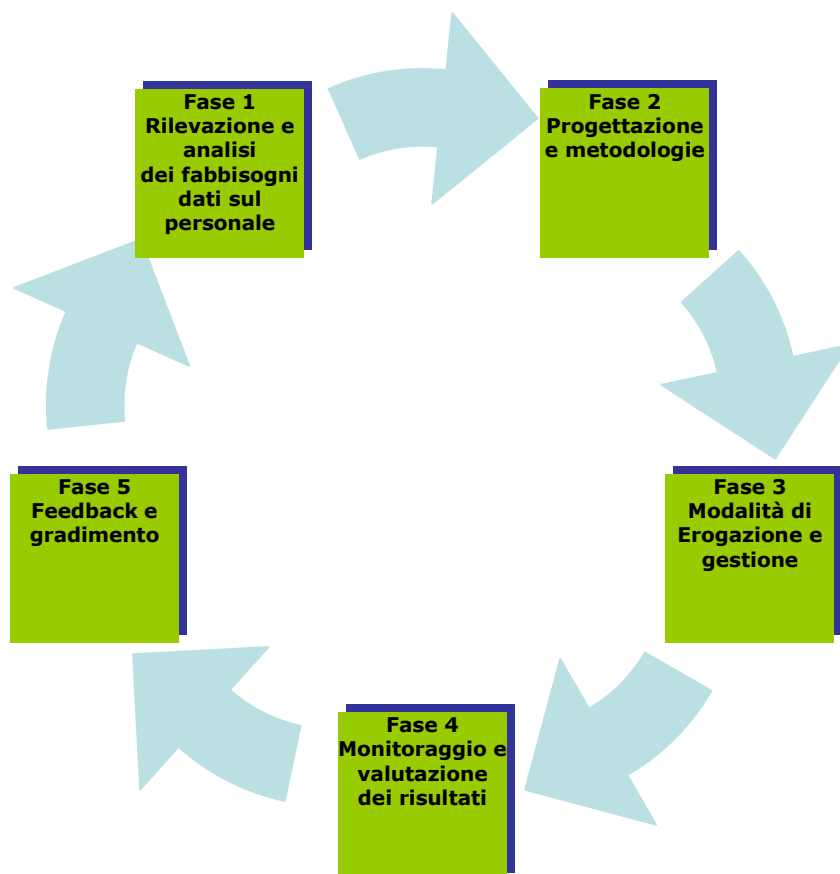 Fase 1
Rilevazione e
analisi
dei fabbisogni
dati sul
personale
Fase 2
Progettazione
e metodologie
Fase 3
Modalità di
Erogazione e
gestione
Fase 4
Monitoraggio e
valutazione
dei risultati
Fase 5
Feedback e
gradimento